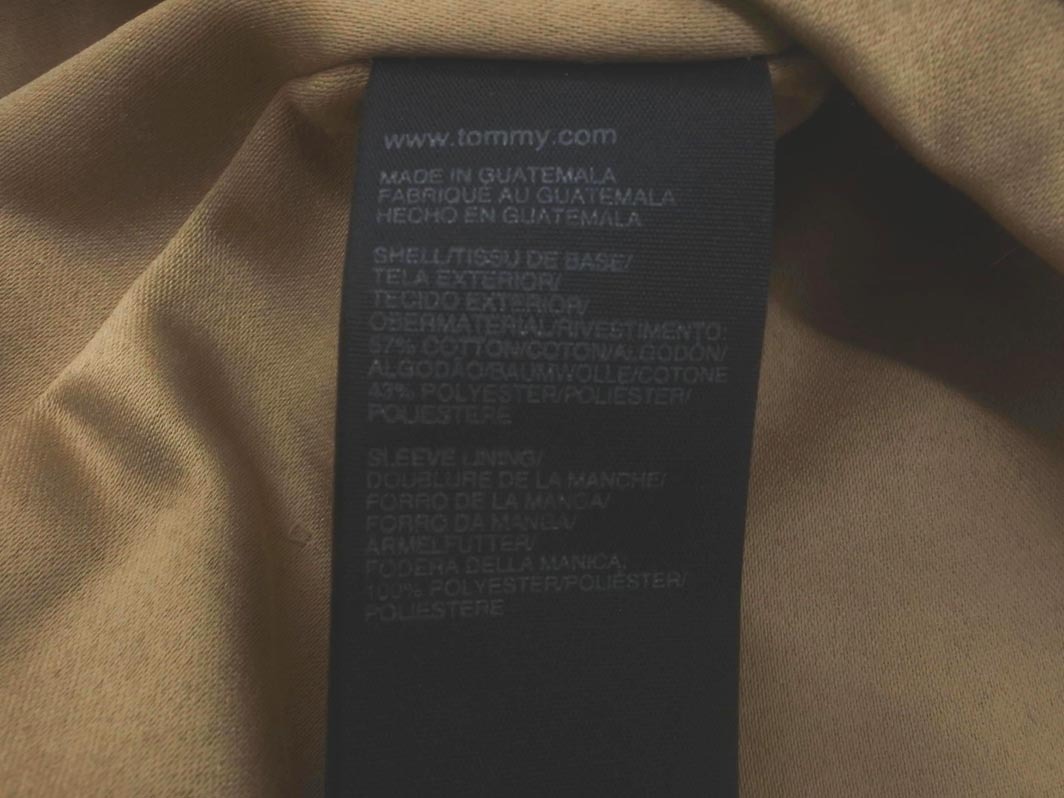 www.tommy.com
MADE IN GUATEMALA
FABRIQUÉ AU GUATEMALA
HECHO EN GUATEMALA
SHELL/TISSU DE BASE/
TELA EXTERIOR/
TECIDO EXTERIOR/
OBERMATERIAL/RIVESTIMENTO:
57% COTTON/COTON/ALGODÓN/
ALGODÃO/BAUMWOLLE/COTONE
43% POLYESTER/POLIÉSTER/
POLIESTERE
SLEEVE LINING/
DOUBLURE DE LA MANCHE/
FORRO DE LA MANGA/
FORRO DA MANGA/
ÄRMELFUTTER/
FODERA DELLA MANICA:
100% POLYESTER/POLIÉSTER/
POLIESTERE